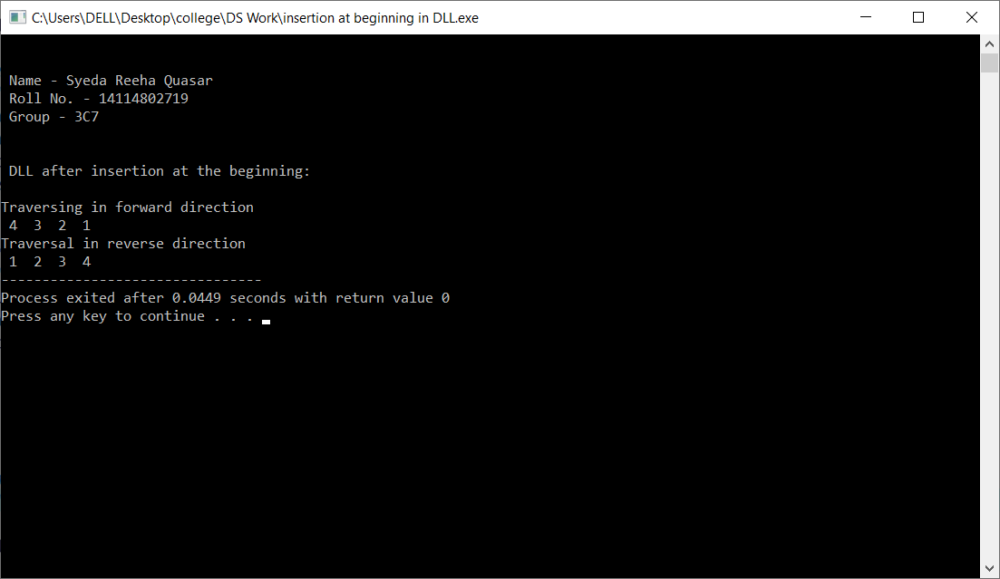 C:\Users\DELL\Desktop\college\DS Work\insertion at beginning in DLL.exe
Name - Syeda Reeha Quasar
Roll No. - 14114802719
Group - 3C7
DLL after insertion at the beginning:
Traversing in forward direction
4  3  2  1
Traversal in reverse direction
1  2  3  4
--------------------------------
Process exited after 0.0449 seconds with return value 0
Press any key to continue . . .